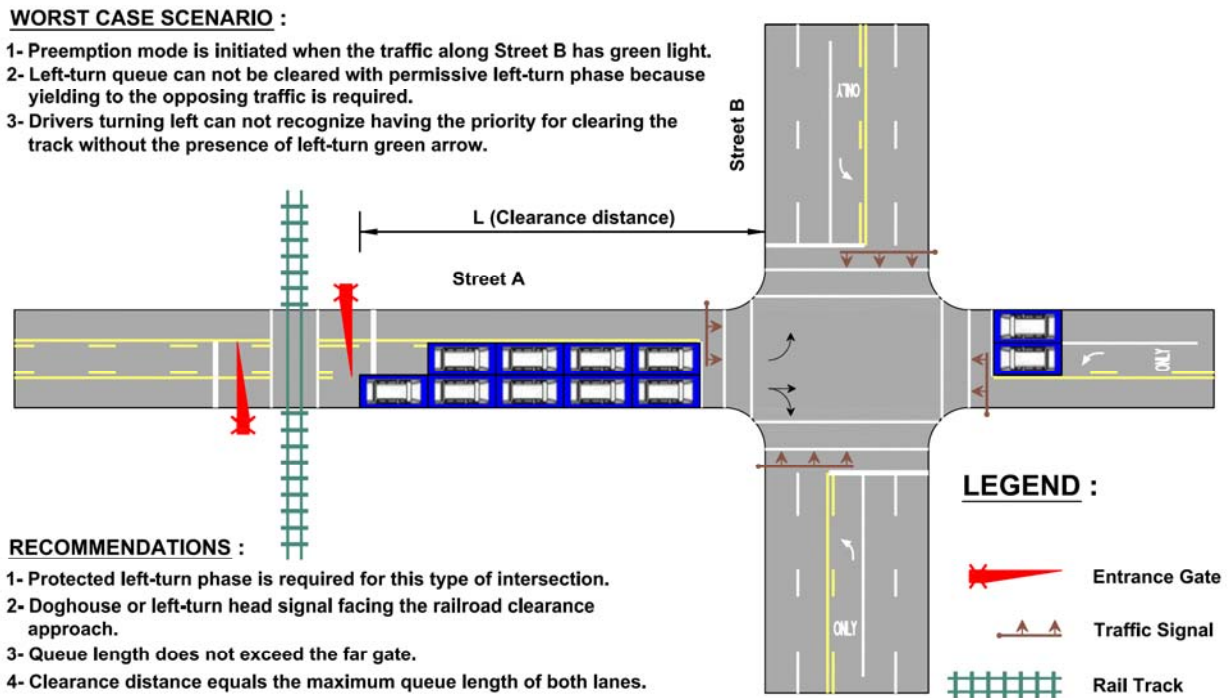 WORST CASE SCENARIO :
1- Preemption mode is initiated when the traffic along Street B has green light.
2- Left-turn queue can not be cleared with permissive left-turn phase because
yielding to the opposing traffic is required.
3- Drivers turning left can not recognize having the priority for clearing the
track without the presence of left-turn green arrow.
Street B
ONLY
L (Clearance distance)
Street A
ONLY
ONLY
RECOMMENDATIONS :
1- Protected left-turn phase is required for this type of intersection.
2- Doghouse or left-turn head signal facing the railroad clearance
approach.
3- Queue length does not exceed the far gate.
4- Clearance distance equals the maximum queue length of both lanes.
LEGEND :
Entrance Gate
Traffic Signal
Rail Track